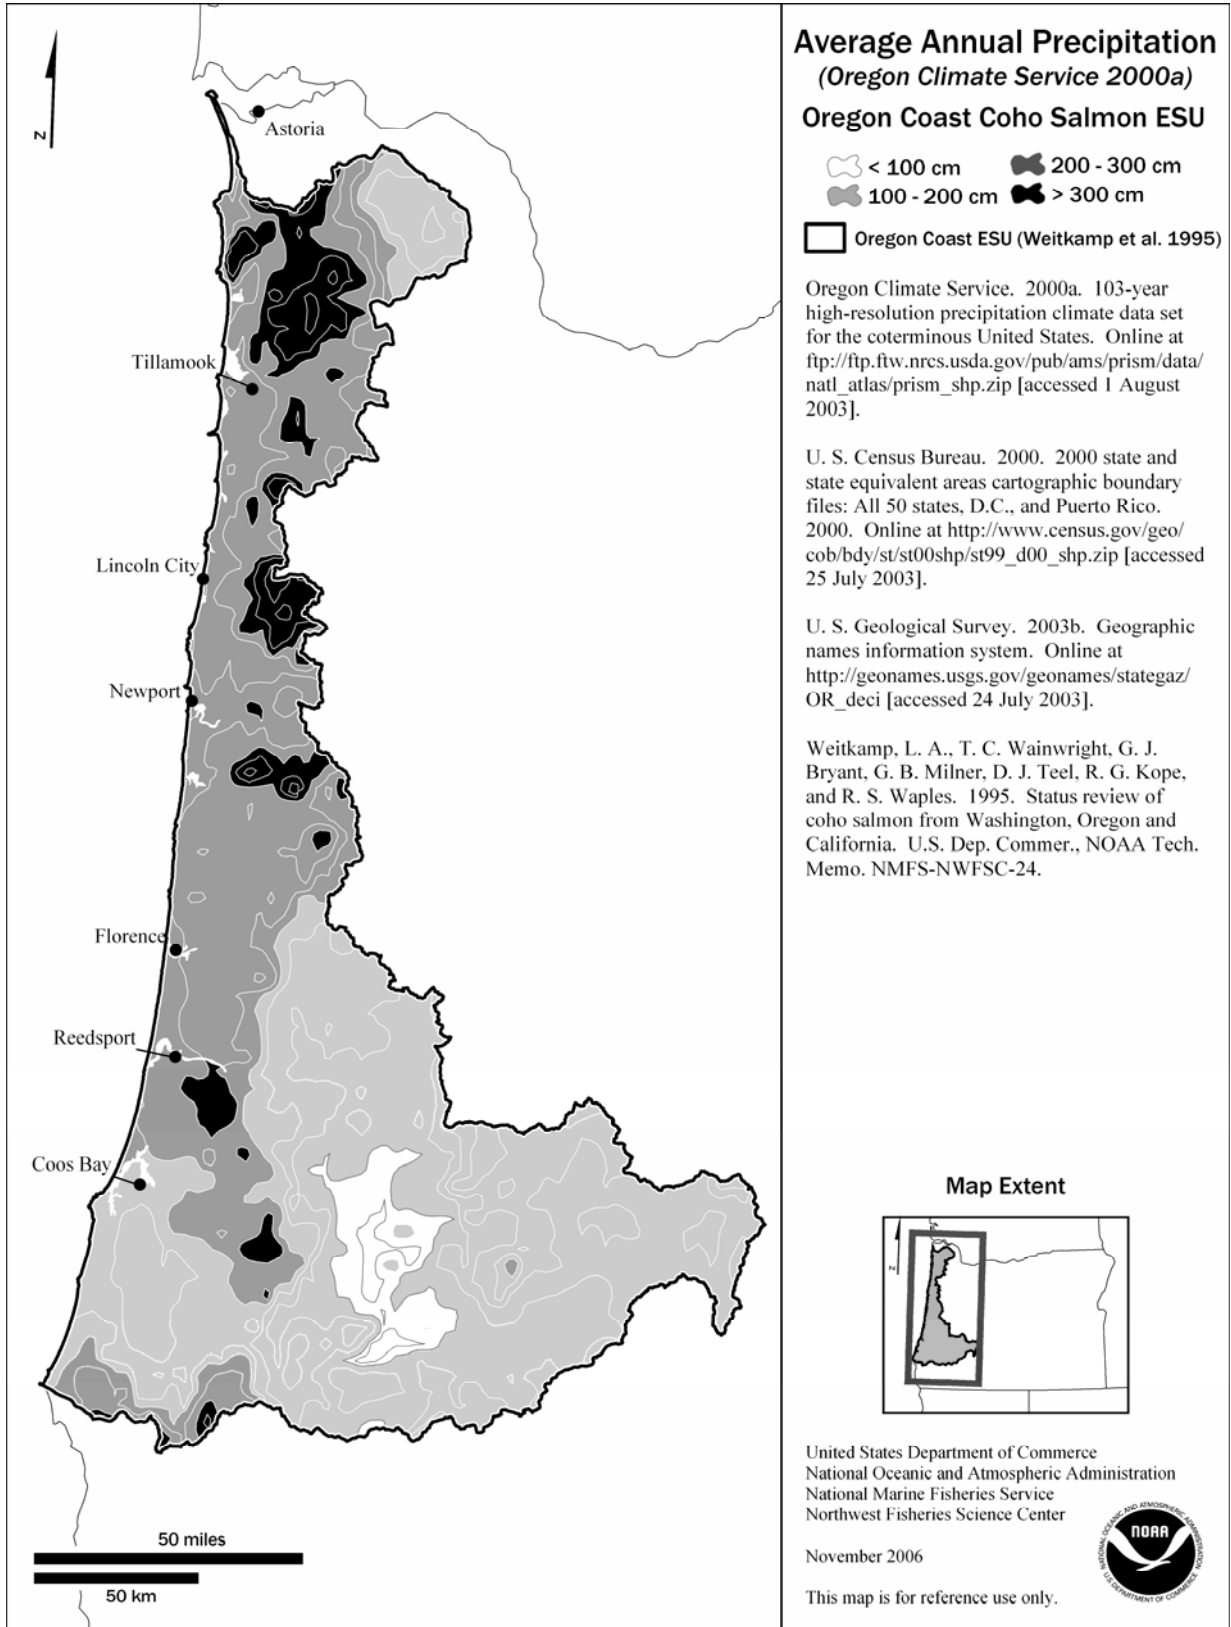 Average Annual Precipitation
(Oregon Climate Service 2000a)
Oregon Coast Coho Salmon ESU
< 100 cm
200 - 300 cm
100 - 200 cm
> 300 cm
Oregon Coast ESU (Weitkamp et al. 1995)
Oregon Climate Service. 2000a. 103-year
high-resolution precipitation climate data set
for the coterminous United States. Online at
ftp://ftp.ftw.nrcs.usda.gov/pub/ams/prism/data/
natl_atlas/prism_shp.zip [accessed 1 August
2003].
U. S. Census Bureau. 2000. 2000 state and
state equivalent areas cartographic boundary
files: All 50 states, D.C., and Puerto Rico.
2000. Online at http://www.census.gov/geo/
cob/bdy/st/st00shp/st99_d00_shp.zip [accessed
25 July 2003].
U. S. Geological Survey. 2003b. Geographic
names information system. Online at
http://geonames.usgs.gov/geonames/stategaz/
OR_deci [accessed 24 July 2003].
Weitkamp, L. A., T. C. Wainwright, G. J.
Bryant, G. B. Milner, D. J. Teel, R. G. Kope,
and R. S. Waples. 1995. Status review of
coho salmon from Washington, Oregon and
California. U.S. Dep. Commer., NOAA Tech.
Memo. NMFS-NWFSC-24.
Map Extent
N
United States Department of Commerce
National Oceanic and Atmospheric Administration
National Marine Fisheries Service
Northwest Fisheries Science Center
November 2006
This map is for reference use only.
NATIONAL OCEANIC AND ATMOSPHERIC ADMINISTRATION
NOAA
U.S. DEPARTMENT OF COMMERCE
N
Astoria
Tillamook
Lincoln City
Newport
Florence
Reedsport
Coos Bay
50 miles
50 km